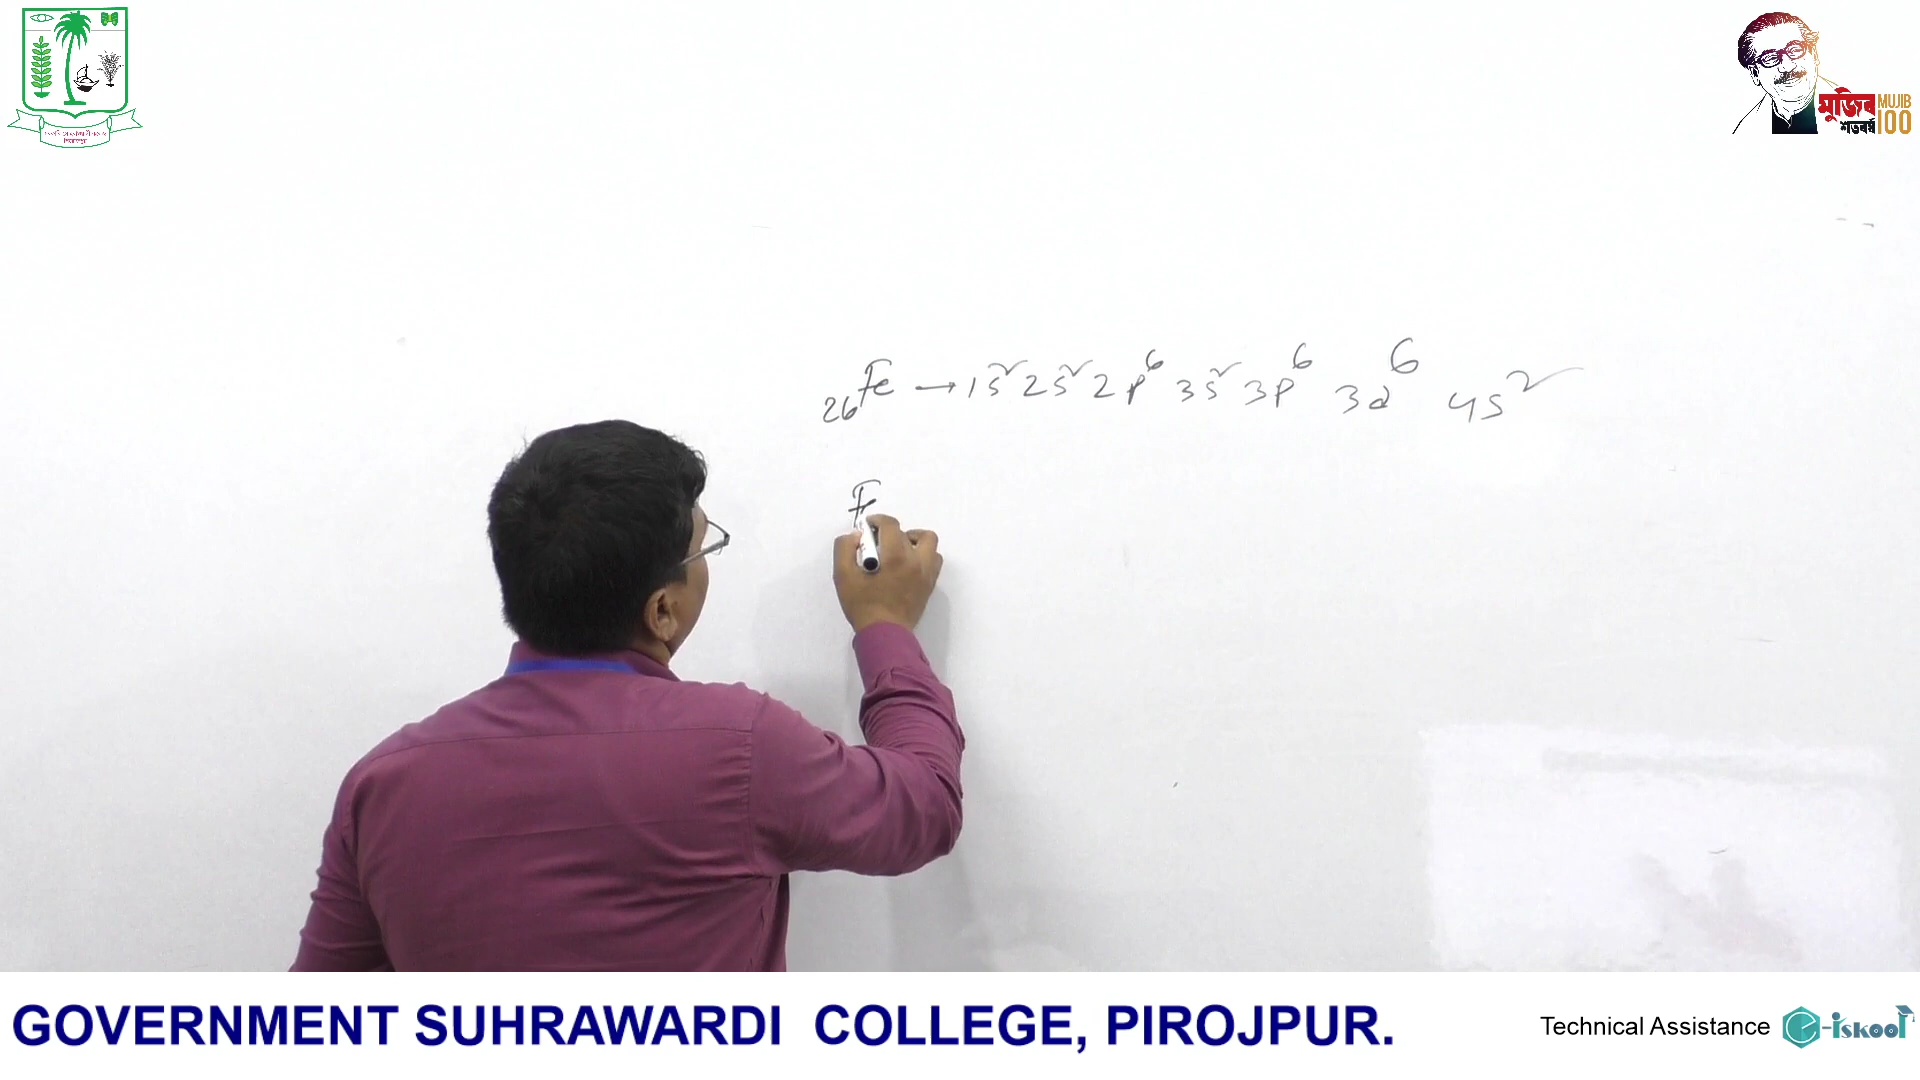 মুজিব MUJIB
শতবর্ষ 100
₂₆Fe → 1s² 2s² 2p⁶ 3s² 3p⁶ 3d⁶ 4s²
F
GOVERNMENT SUHRAWARDI COLLEGE, PIROJPUR.
Technical Assistance e-iskool